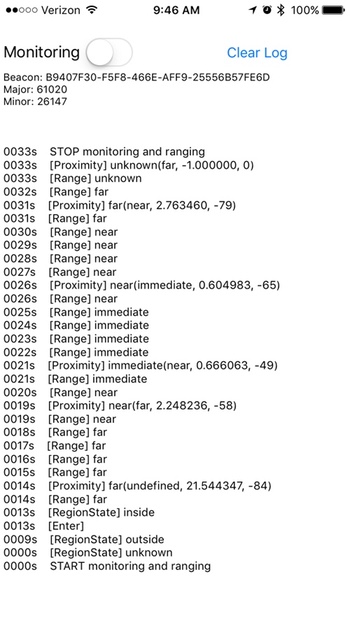 Verizon 9:46 AM 100%
Monitoring Clear Log
Beacon: B9407F30-F5F8-466E-AFF9-25556B57FE6D
Major: 61020
Minor: 26147
0033s STOP monitoring and ranging
0033s [Proximity] unknown(far, -1.000000, 0)
0033s [Range] unknown
0032s [Range] far
0031s [Proximity] far(near, 2.763460, -79)
0031s [Range] far
0030s [Range] near
0029s [Range] near
0028s [Range] near
0027s [Range] near
0026s [Proximity] near(immediate, 0.604983, -65)
0026s [Range] near
0025s [Range] immediate
0024s [Range] immediate
0023s [Range] immediate
0022s [Range] immediate
0021s [Proximity] immediate(near, 0.666063, -49)
0021s [Range] immediate
0020s [Range] near
0019s [Proximity] near(far, 2.248236, -58)
0019s [Range] near
0018s [Range] far
0017s [Range] far
0016s [Range] far
0015s [Range] far
0014s [Proximity] far(undefined, 21.544347, -84)
0014s [Range] far
0013s [RegionState] inside
0013s [Enter]
0009s [RegionState] outside
0000s [RegionState] unknown
0000s START monitoring and ranging